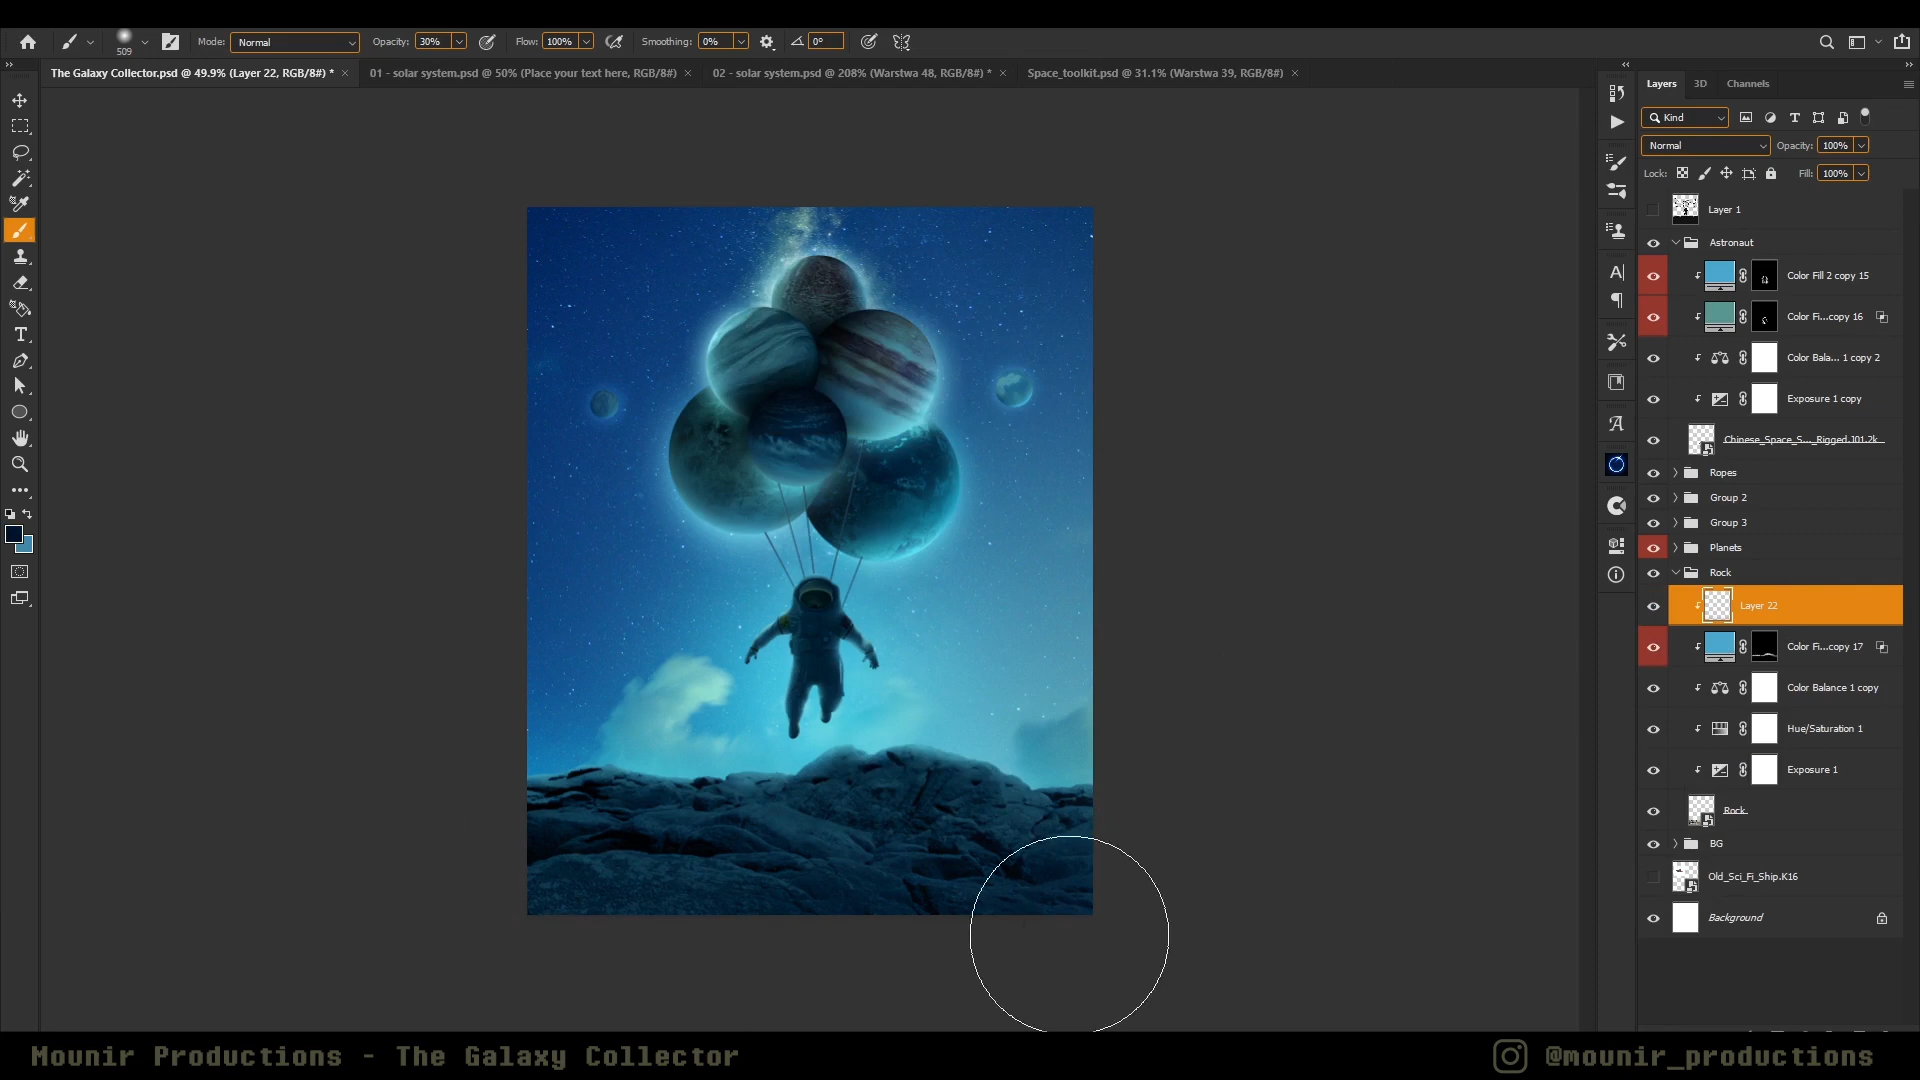 509
Mode: Normal
Opacity: 30%
Flow: 100%
Smoothing: 0%
0°
The Galaxy Collector.psd @ 49.9% (Layer 22, RGB/8#) *
01 - solar system.psd @ 50% (Place your text here, RGB/8#)
02 - solar system.psd @ 208% (Warstwa 48, RGB/8#) *
Space_toolkit.psd @ 31.1% (Warstwa 39, RGB/8#)
Layers
3D
Channels
Kind
Normal
Opacity: 100%
Lock:
Fill: 100%
Layer 1
Astronaut
Color Fill 2 copy 15
Color Fi...copy 16
Color Bala... 1 copy 2
Exposure 1 copy
Chinese_Space_S..._Rigged.101.2k
Ropes
Group 2
Group 3
Planets
Rock
Layer 22
Color Fi...copy 17
Color Balance 1 copy
Hue/Saturation 1
Exposure 1
Rock
BG
Old_Sci_Fi_Ship.K16
Background
Mounir Productions - The Galaxy Collector
@mounir_productions